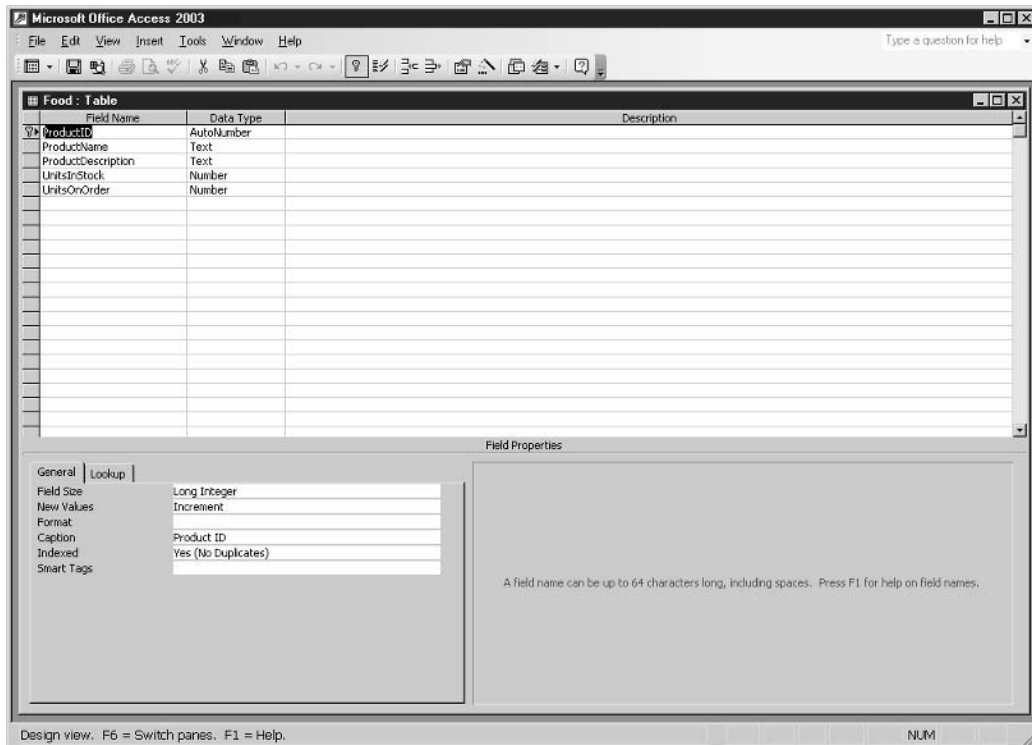 Microsoft Office Access 2003
File Edit View Insert Tools Window Help Type a question for help
Food : Table
Field Name Data Type Description
ProductID AutoNumber
ProductName Text
ProductDescription Text
UnitsInStock Number
UnitsOnOrder Number
Field Properties
General Lookup
Field Size Long Integer
New Values Increment
Format
Caption Product ID
Indexed Yes (No Duplicates)
Smart Tags
A field name can be up to 64 characters long, including spaces. Press F1 for help on field names.
Design view. F6 = Switch panes. F1 = Help. NUM